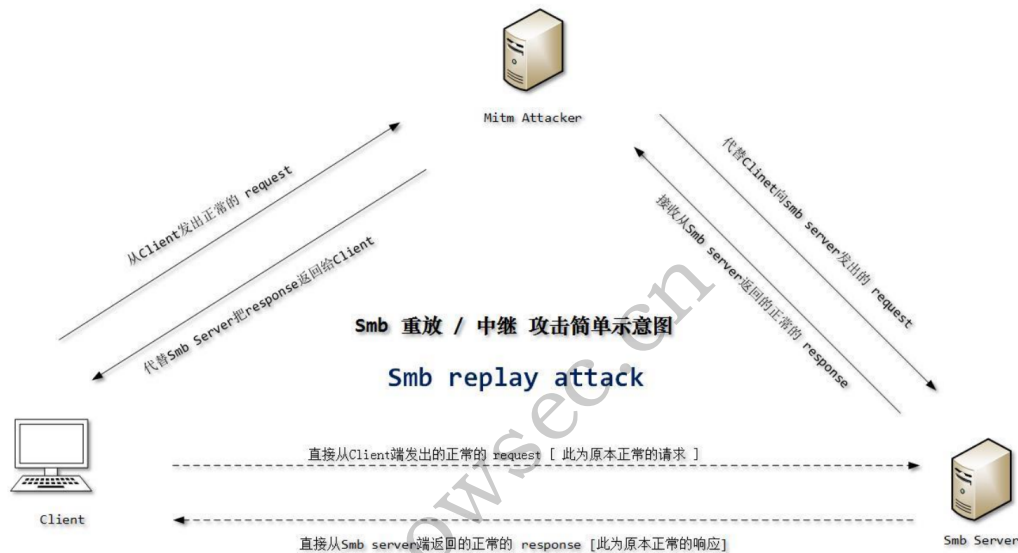 Mitm Attacker
从Client发出正常的 request
代替Smb Server把response返回给Client
代替Clinet向smb server发出的 request
接收从Smb server返回的正常的 response
Smb 重放 / 中继 攻击简单示意图
Smb replay attack
直接从Client端发出的正常的 request [ 此为原本正常的请求 ]
Client
直接从Smb server端返回的正常的 response [此为原本正常的响应]
Smb Server
owsec.cn